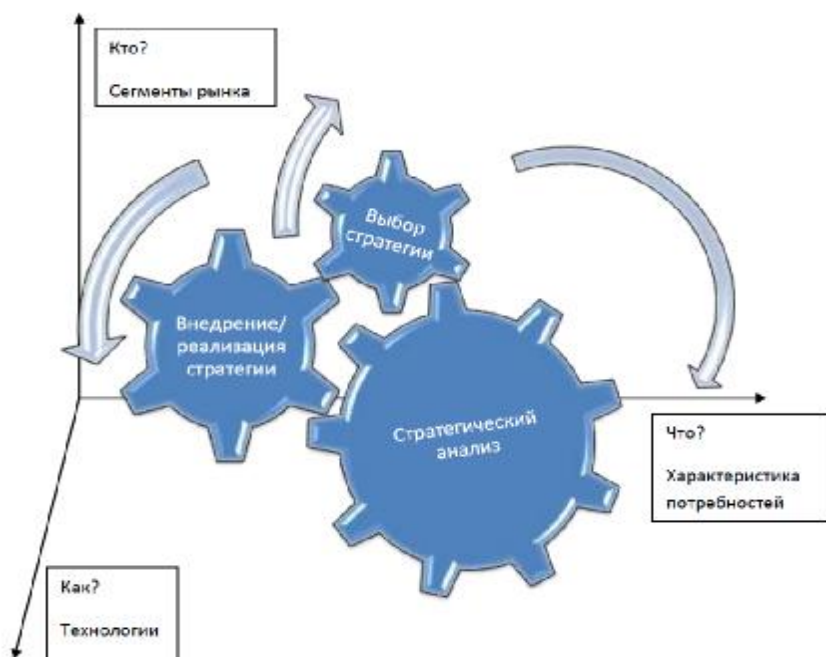 Кто?
Сегменты рынка
Выбор
стратегии
Внедрение/
реализация
стратегии
Стратегический
анализ
Что?
Характеристика
потребностей
Как?
Технологии